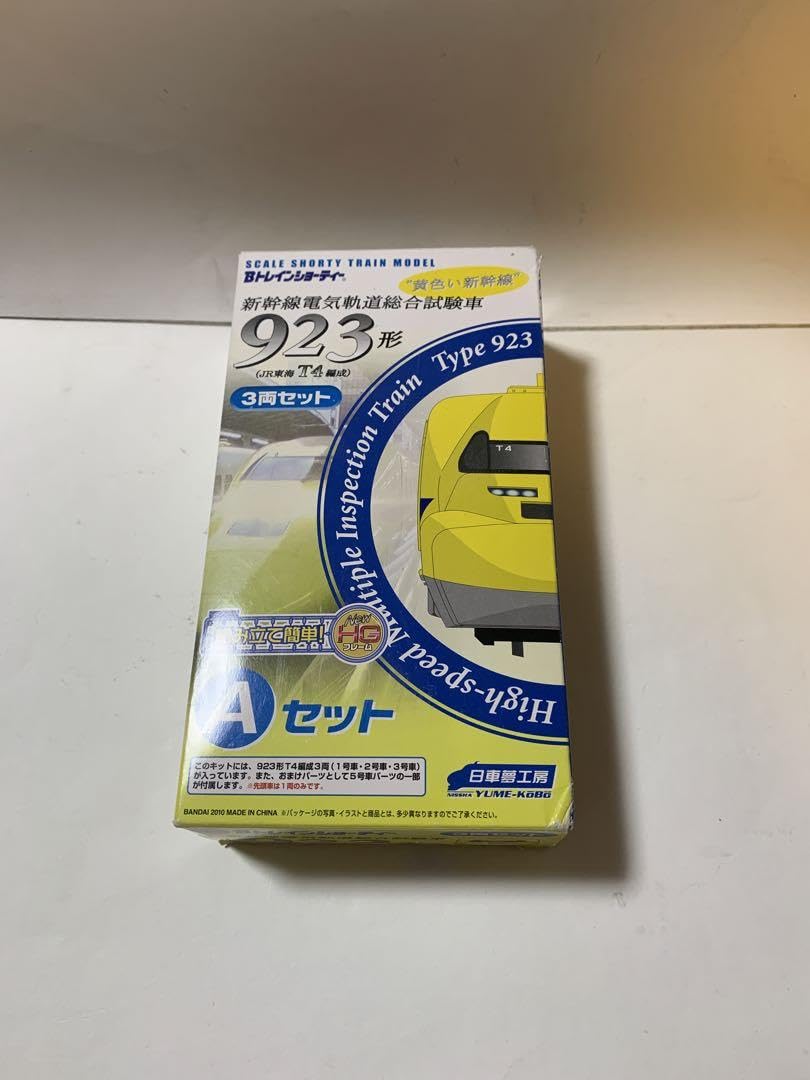 SCALE SHORTY TRAIN MODEL
Bトレインショーティー
"黄色い新幹線"
新幹線電気軌道総合試験車
923形
(JR東海 T4編成)
3両セット
High-speed Multiple Inspection Train Type 923
T4
み立て簡単!
New
HG
フレーム
Aセット
このキットには、923形T4編成3両(1号車・2号車・3号車)
が入っています。また、おまけパーツとして5号車パーツの一部
が付属します。※先頭車は1両のみです。
日車夢工房
NISSHA YUME-KoBo
BANDAI 2010 MADE IN CHINA ※パッケージの写真・イラストと商品とは、多少異なりますのでご了承ください。